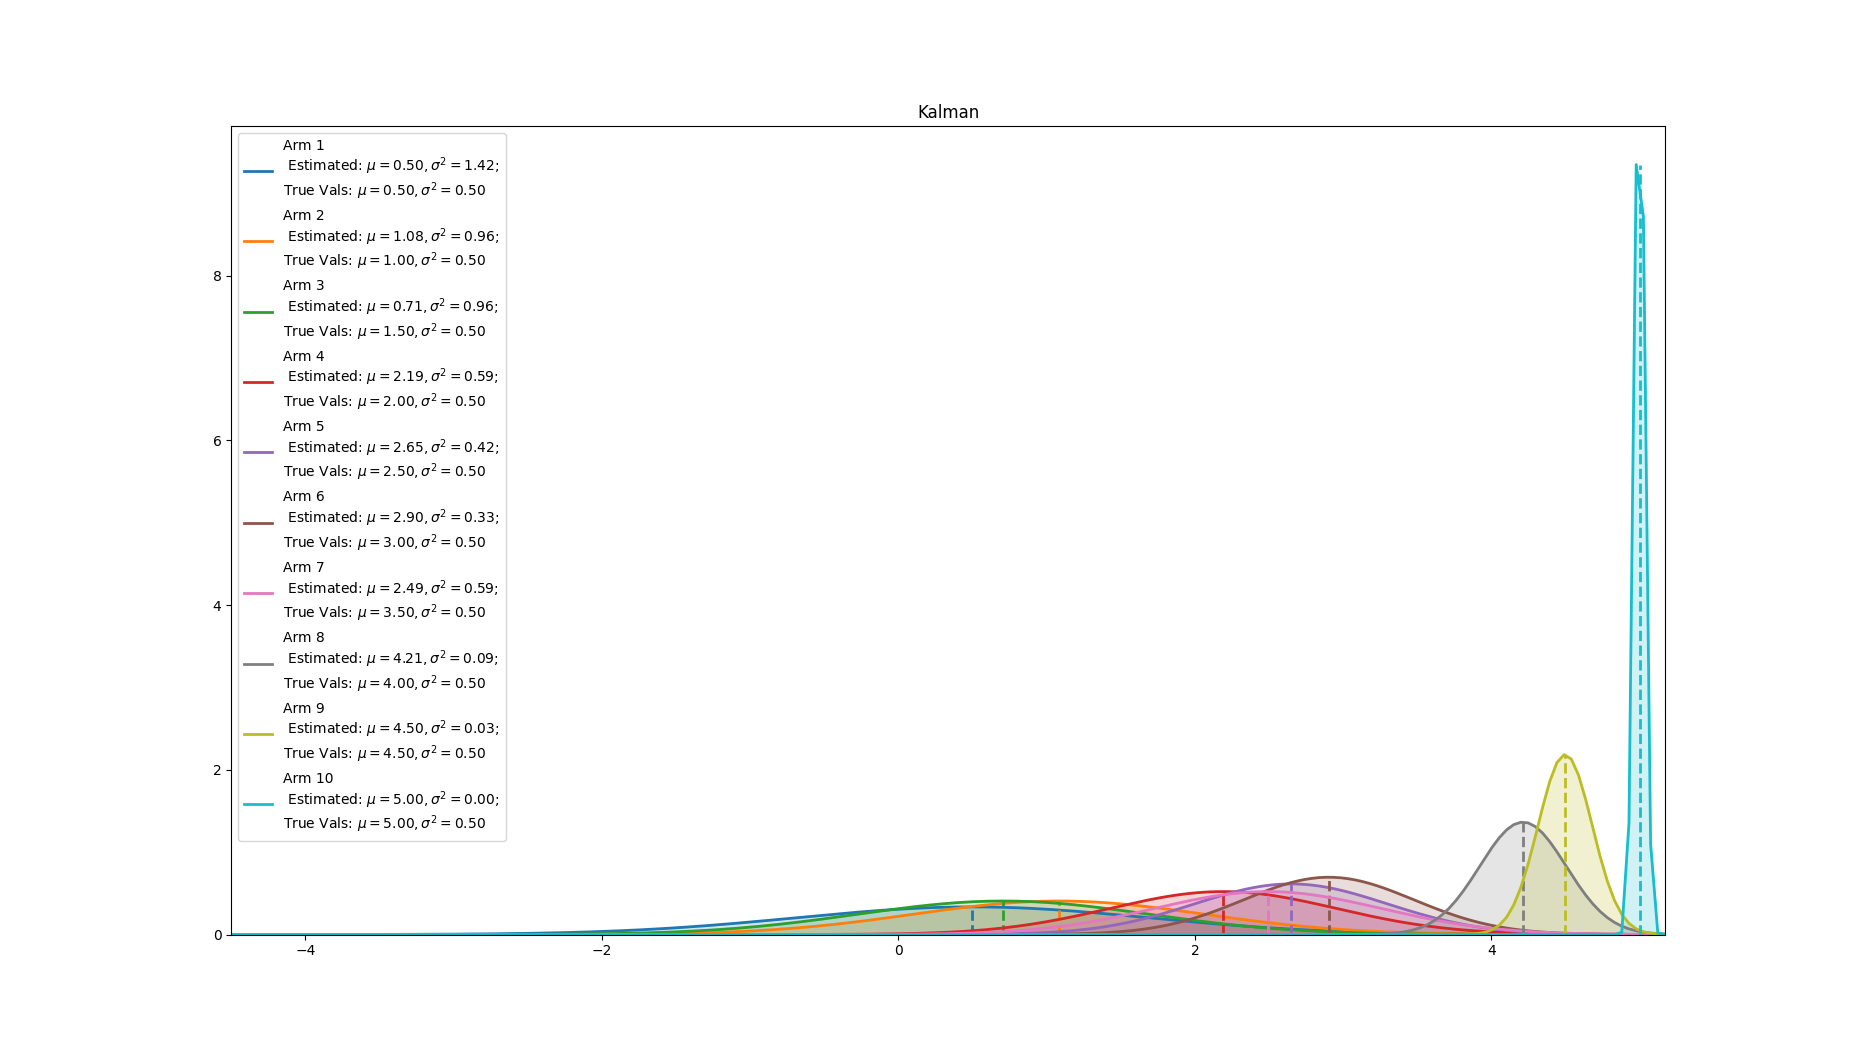 Kalman
Arm 1
Estimated: μ = 0.50, σ² = 1.42;
True Vals: μ = 0.50, σ² = 0.50
Arm 2
Estimated: μ = 1.08, σ² = 0.96;
True Vals: μ = 1.00, σ² = 0.50
Arm 3
Estimated: μ = 0.71, σ² = 0.96;
True Vals: μ = 1.50, σ² = 0.50
Arm 4
Estimated: μ = 2.19, σ² = 0.59;
True Vals: μ = 2.00, σ² = 0.50
Arm 5
Estimated: μ = 2.65, σ² = 0.42;
True Vals: μ = 2.50, σ² = 0.50
Arm 6
Estimated: μ = 2.90, σ² = 0.33;
True Vals: μ = 3.00, σ² = 0.50
Arm 7
Estimated: μ = 2.49, σ² = 0.59;
True Vals: μ = 3.50, σ² = 0.50
Arm 8
Estimated: μ = 4.21, σ² = 0.09;
True Vals: μ = 4.00, σ² = 0.50
Arm 9
Estimated: μ = 4.50, σ² = 0.03;
True Vals: μ = 4.50, σ² = 0.50
Arm 10
Estimated: μ = 5.00, σ² = 0.00;
True Vals: μ = 5.00, σ² = 0.50
8
6
4
2
0
−4 −2 0 2 4